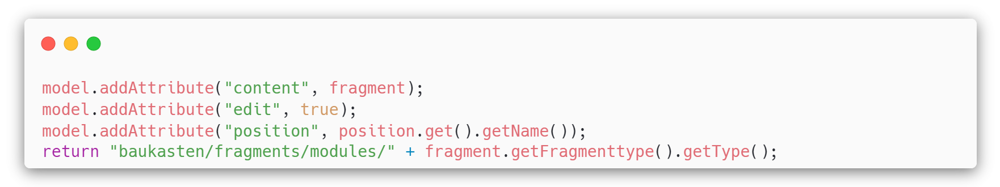 model.addAttribute("content", fragment);
model.addAttribute("edit", true);
model.addAttribute("position", position.get().getName());
return "baukasten/fragments/modules/" + fragment.getFragmenttype().getType();